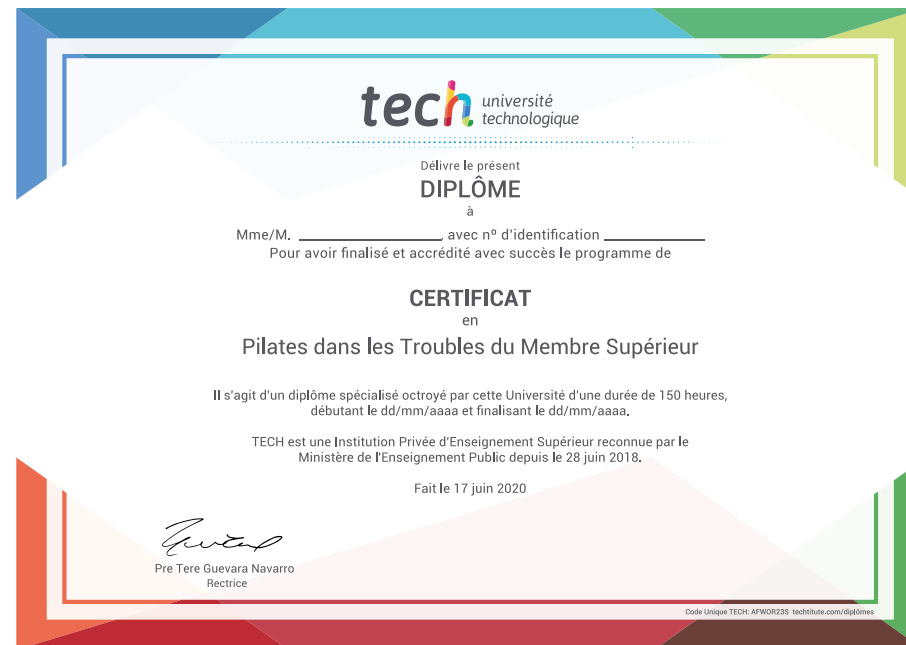 tech université
technologique
Délivre le présent
DIPLÔME
à
Mme/M. ____________________, avec nº d'identification ______________
Pour avoir finalisé et accrédité avec succès le programme de
CERTIFICAT
en
Pilates dans les Troubles du Membre Supérieur
Il s'agit d'un diplôme spécialisé octroyé par cette Université d'une durée de 150 heures,
débutant le dd/mm/aaaa et finalisant le dd/mm/aaaa.
TECH est une Institution Privée d'Enseignement Supérieur reconnue par le
Ministère de l'Enseignement Public depuis le 28 juin 2018.
Fait le 17 juin 2020
Pre Tere Guevara Navarro
Rectrice
Code Unique TECH: AFWOR23S techtitute.com/diplômes